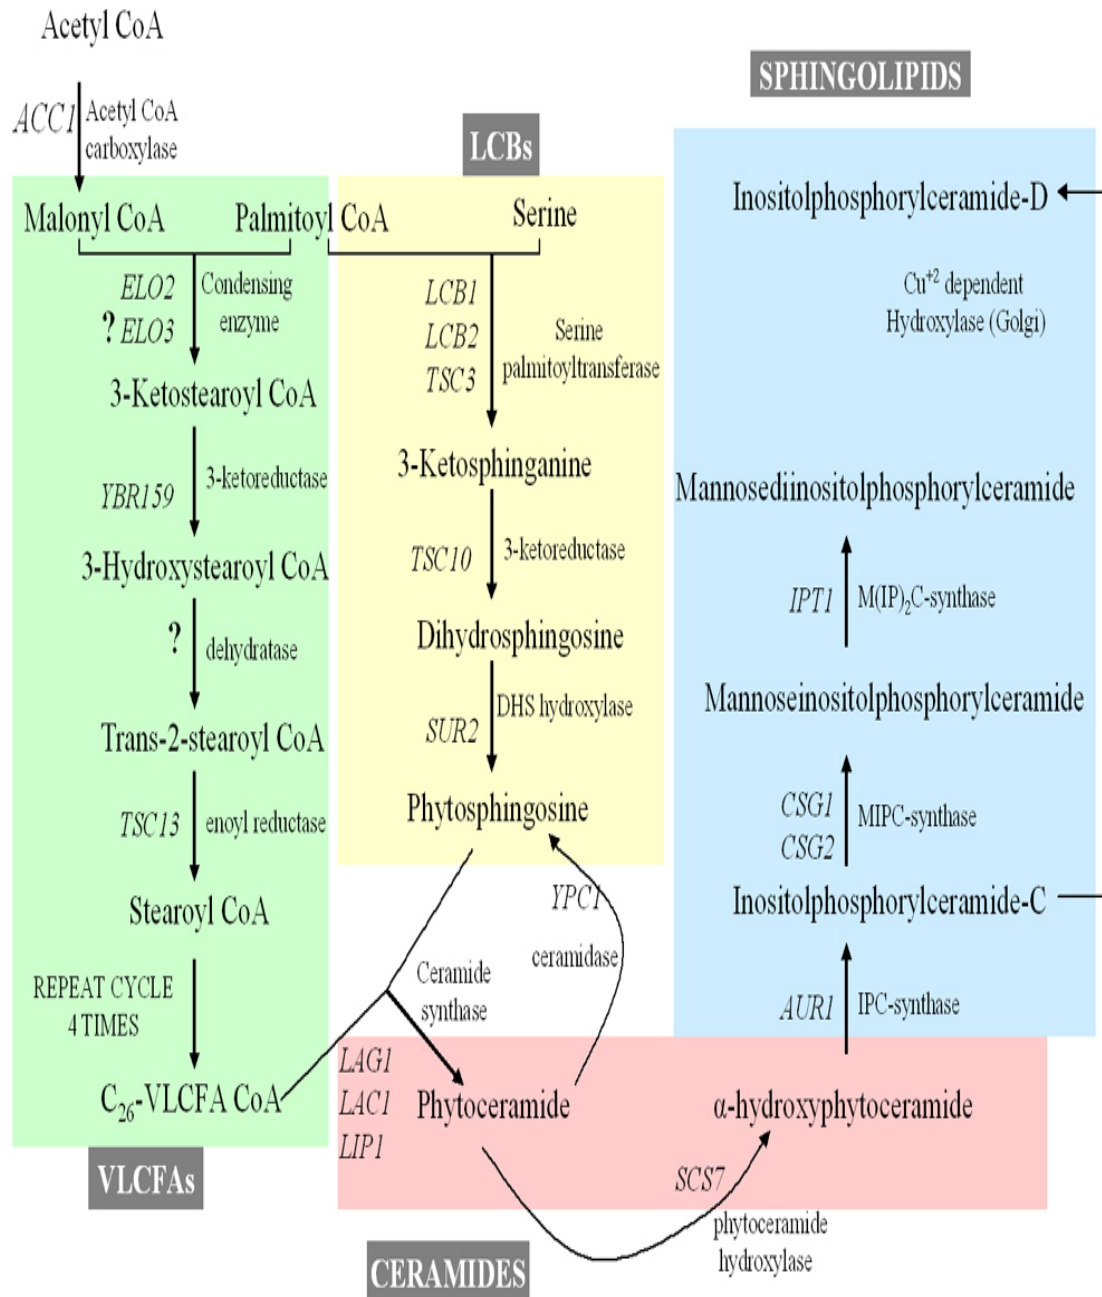 Acetyl CoA
ACC1
Acetyl CoA
carboxylase
Malonyl CoA
Palmitoyl CoA
ELO2
? ELO3
Condensing
enzyme
3-Ketostearoyl CoA
YBR159
3-ketoreductase
3-Hydroxystearoyl CoA
?
dehydratase
Trans-2-stearoyl CoA
TSC13
enoyl reductase
Stearoyl CoA
REPEAT CYCLE
4 TIMES
C26-VLCFA CoA
VLCFAs
LCBs
Serine
LCB1
LCB2
TSC3
Serine
palmitoyltransferase
3-Ketosphinganine
TSC10
3-ketoreductase
Dihydrosphingosine
SUR2
DHS hydroxylase
Phytosphingosine
YPC1
ceramidase
Ceramide
synthase
LAG1
LAC1
LIP1
Phytoceramide
α-hydroxyphytoceramide
SCS7
phytoceramide
hydroxylase
CERAMIDES
SPHINGOLIPIDS
Inositolphosphorylceramide-D
Cu+2 dependent
Hydroxylase (Golgi)
Mannosediinositolphosphorylceramide
IPT1
M(IP)2C-synthase
Mannoseinositolphosphorylceramide
CSG1
CSG2
MIPC-synthase
Inositolphosphorylceramide-C
AUR1
IPC-synthase